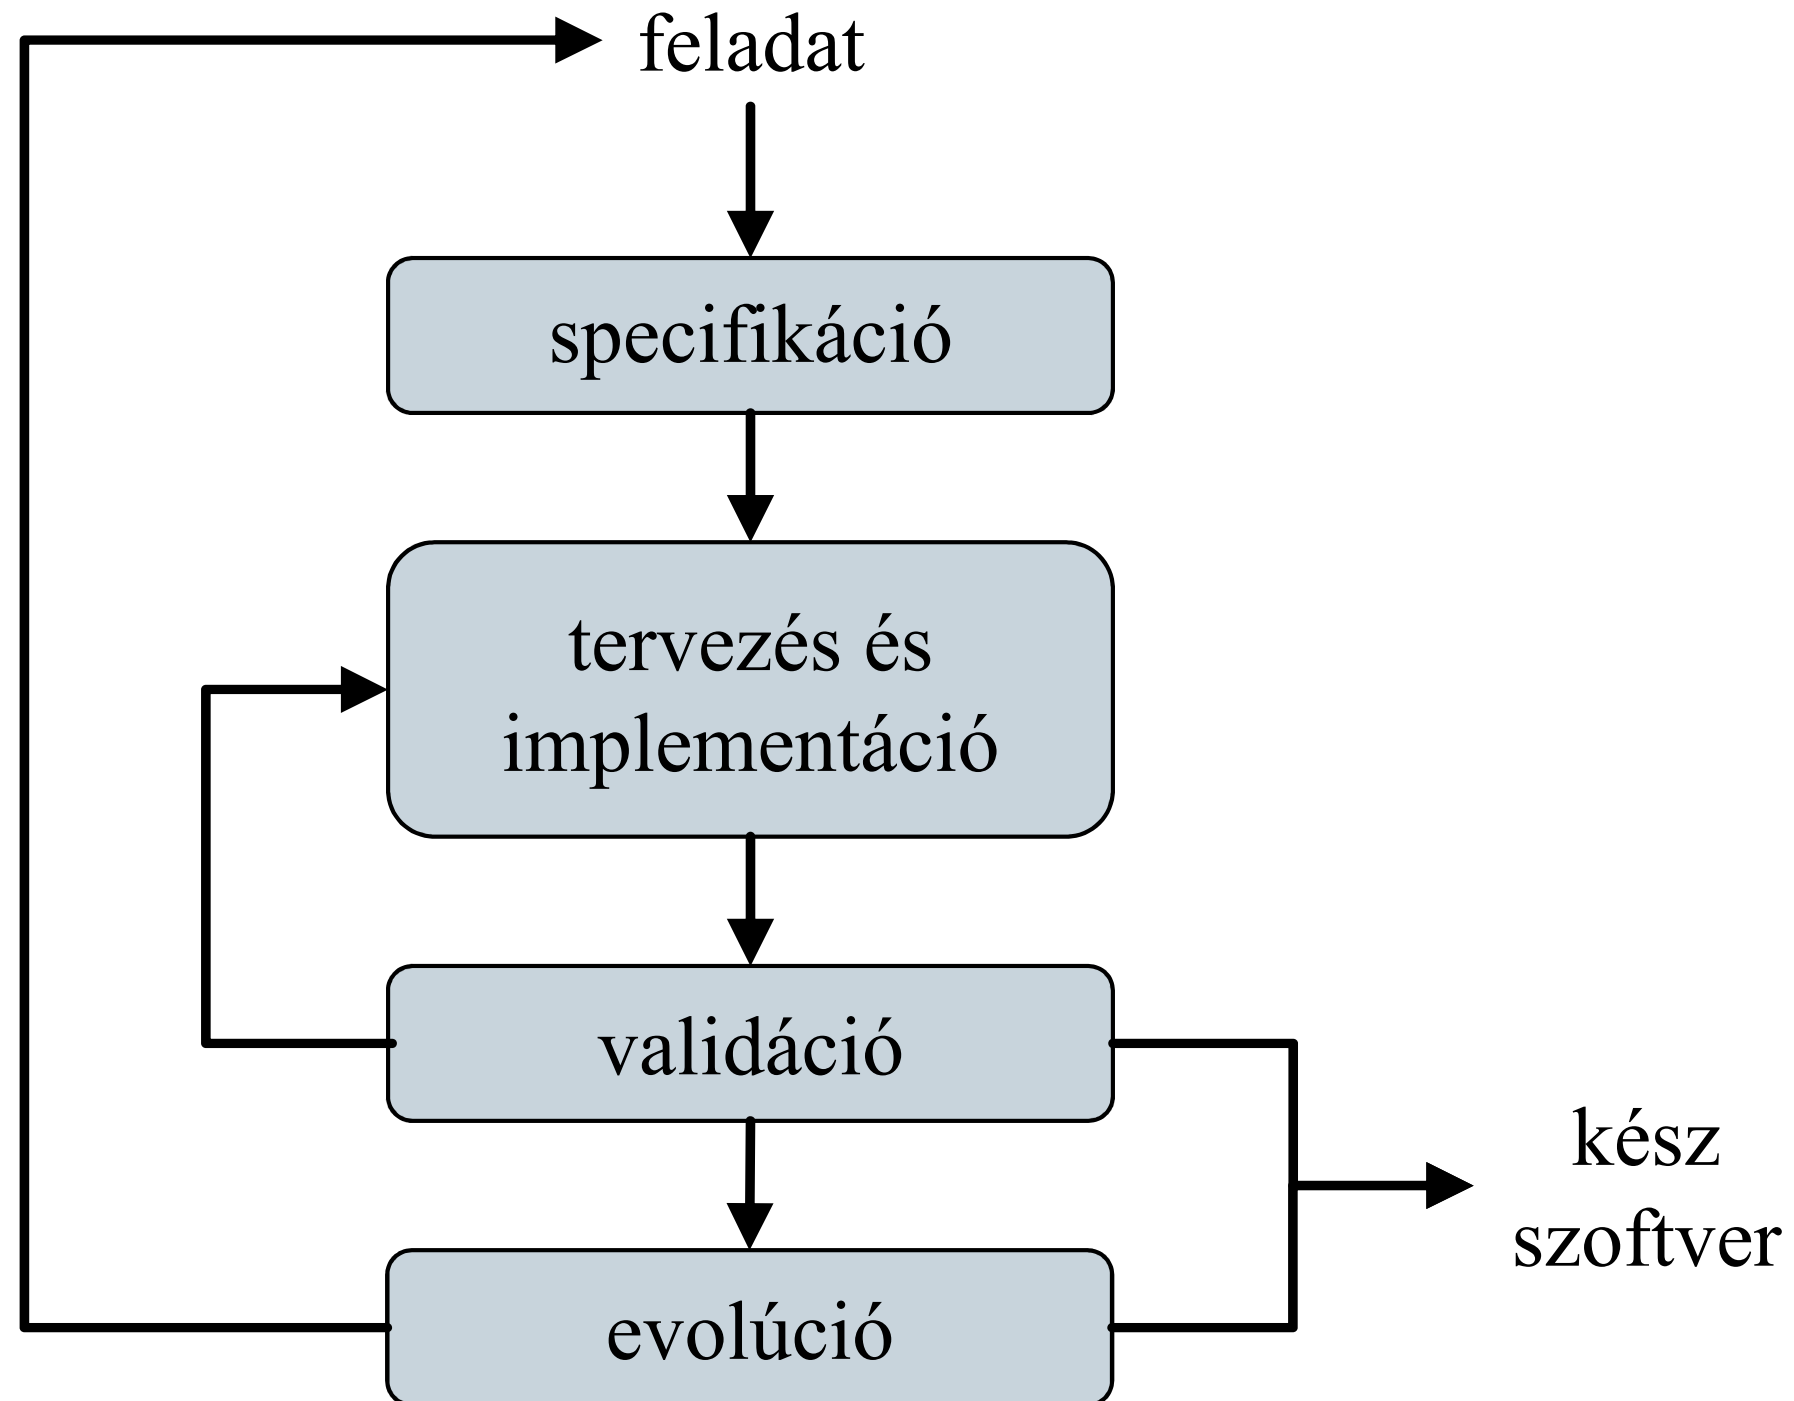 feladat
specifikáció
tervezés és
implementáció
validáció
kész
szoftver
evolúció